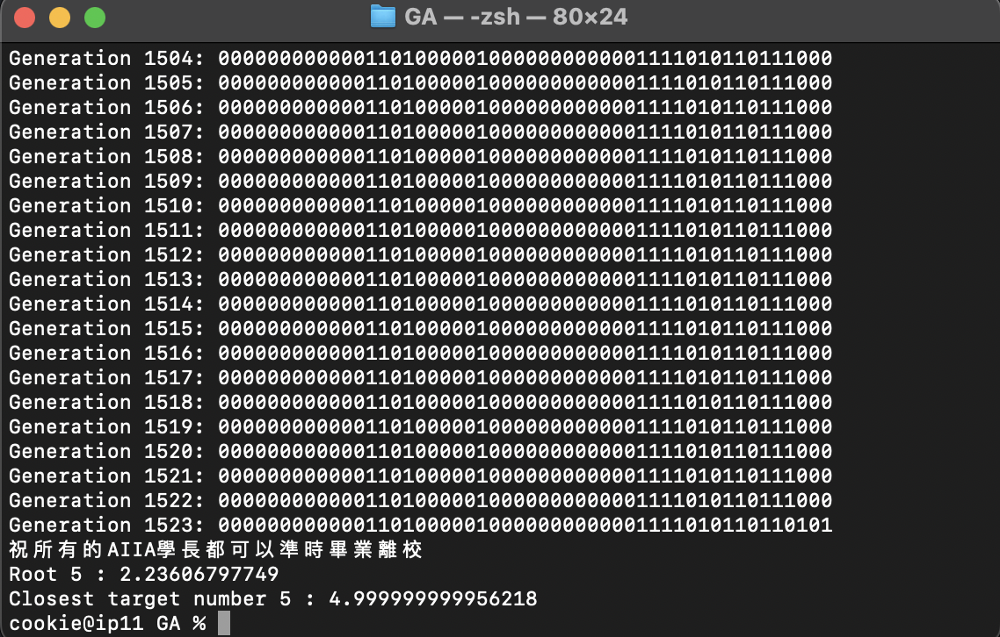 GA — -zsh — 80×24
Generation 1504: 00000000000011010000010000000000001111010110111000
Generation 1505: 00000000000011010000010000000000001111010110111000
Generation 1506: 00000000000011010000010000000000001111010110111000
Generation 1507: 00000000000011010000010000000000001111010110111000
Generation 1508: 00000000000011010000010000000000001111010110111000
Generation 1509: 00000000000011010000010000000000001111010110111000
Generation 1510: 00000000000011010000010000000000001111010110111000
Generation 1511: 00000000000011010000010000000000001111010110111000
Generation 1512: 00000000000011010000010000000000001111010110111000
Generation 1513: 00000000000011010000010000000000001111010110111000
Generation 1514: 00000000000011010000010000000000001111010110111000
Generation 1515: 00000000000011010000010000000000001111010110111000
Generation 1516: 00000000000011010000010000000000001111010110111000
Generation 1517: 00000000000011010000010000000000001111010110111000
Generation 1518: 00000000000011010000010000000000001111010110111000
Generation 1519: 00000000000011010000010000000000001111010110111000
Generation 1520: 00000000000011010000010000000000001111010110111000
Generation 1521: 00000000000011010000010000000000001111010110111000
Generation 1522: 00000000000011010000010000000000001111010110111000
Generation 1523: 00000000000011010000010000000000001111010110110101
祝所有的AIIA學長都可以準時畢業離校
Root 5 : 2.23606797749
Closest target number 5 : 4.999999999956218
cookie@ip11 GA %